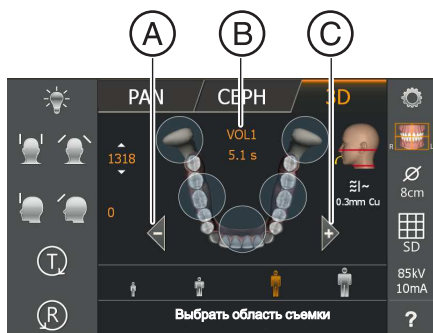 A B C
PAN CEPH 3D
VOL1
5.1 s
1318
0
R L
0.3mm Cu
8cm
SD
85kV
10mA
T
R
Выбрать область съемки
?